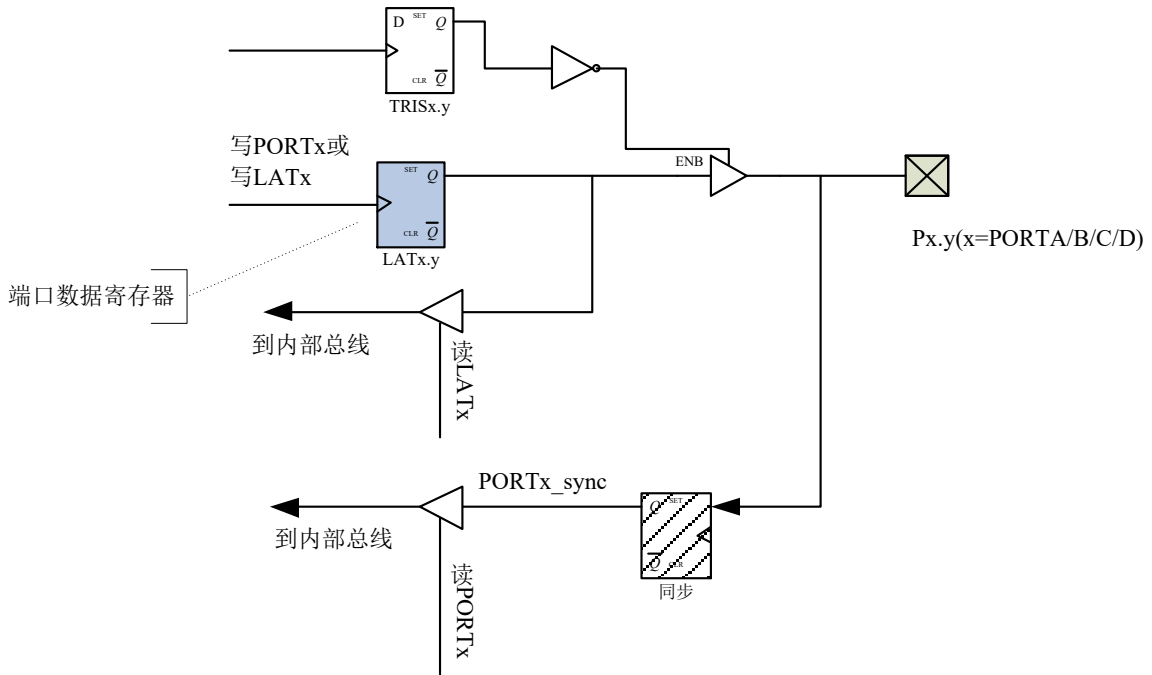 D
SET
Q
CLR
Q
TRISx.y
写PORTx或
写LATx
SET
Q
CLR
Q
LATx.y
ENB
Px.y(x=PORTA/B/C/D)
端口数据寄存器
到内部总线
读LATx
PORTx_sync
到内部总线
读PORTx
Q
SET
Q
CLR
同步